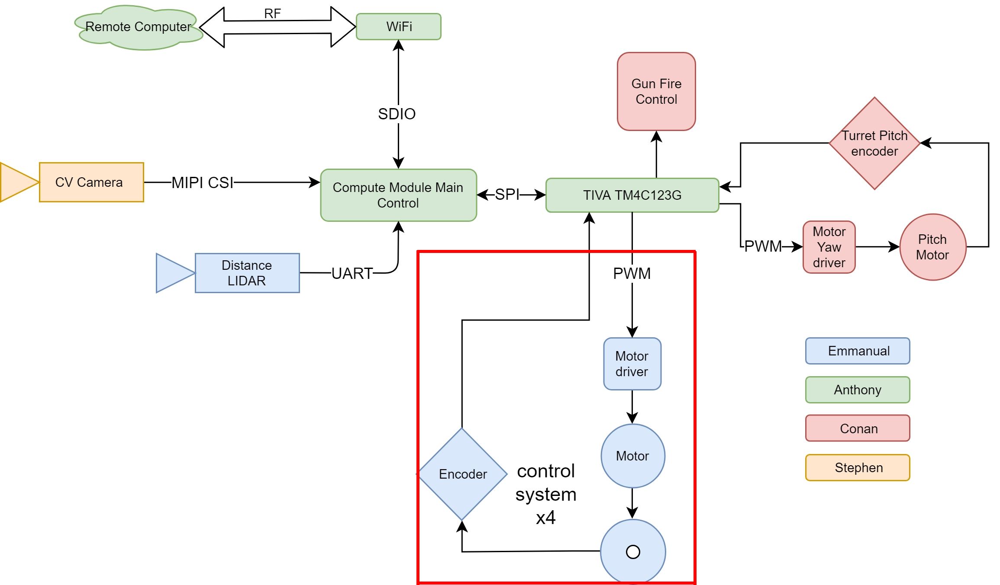 RF
Remote Computer
WiFi
Gun Fire
Control
SDIO
Turret Pitch
encoder
CV Camera
MIPI CSI
Compute Module Main
Control
SPI
TIVA TM4C123G
Motor
Yaw
driver
PWM
Pitch
Motor
Distance
LIDAR
UART
PWM
Motor
driver
Emmanual
Anthony
Conan
Stephen
Motor
Encoder
control
system
x4